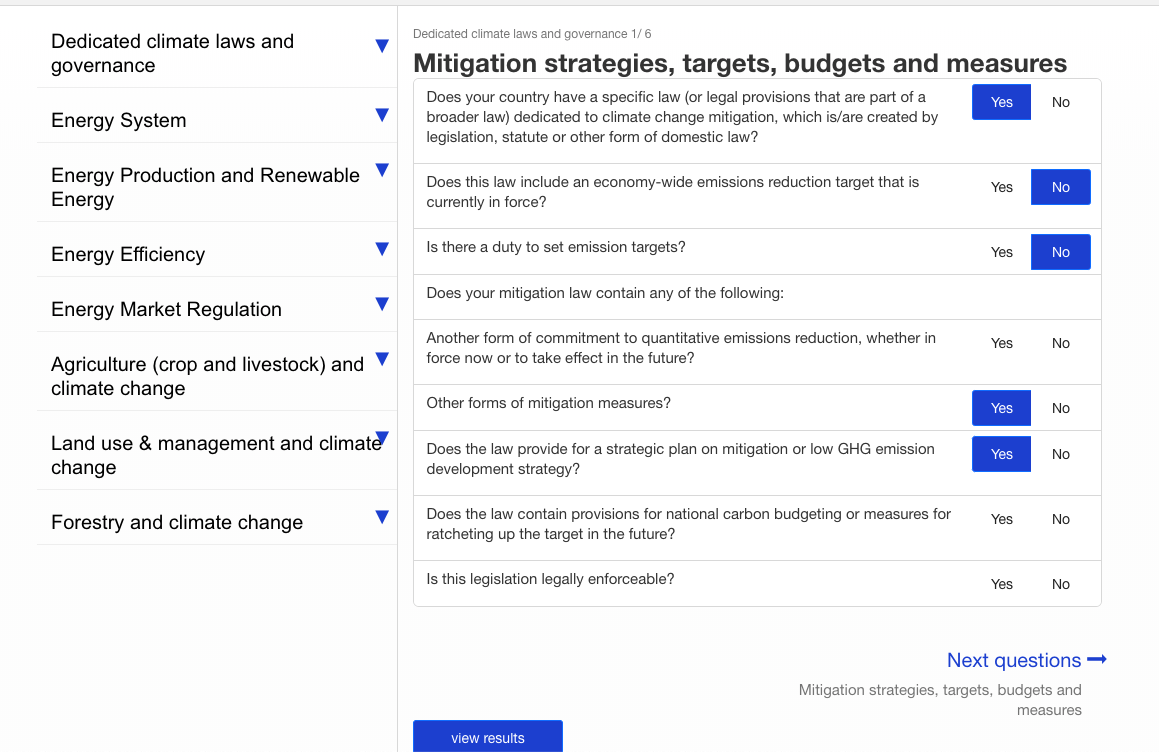 Dedicated climate laws and
governance
Energy System
Energy Production and Renewable
Energy
Energy Efficiency
Energy Market Regulation
Agriculture (crop and livestock) and
climate change
Land use & management and climate
change
Forestry and climate change
Dedicated climate laws and governance 1/ 6
Mitigation strategies, targets, budgets and measures
Does your country have a specific law (or legal provisions that are part of a
broader law) dedicated to climate change mitigation, which is/are created by
legislation, statute or other form of domestic law?
Yes No
Does this law include an economy-wide emissions reduction target that is
currently in force?
Yes No
Is there a duty to set emission targets?
Yes No
Does your mitigation law contain any of the following:
Another form of commitment to quantitative emissions reduction, whether in
force now or to take effect in the future?
Yes No
Other forms of mitigation measures?
Yes No
Does the law provide for a strategic plan on mitigation or low GHG emission
development strategy?
Yes No
Does the law contain provisions for national carbon budgeting or measures for
ratcheting up the target in the future?
Yes No
Is this legislation legally enforceable?
Yes No
Next questions
Mitigation strategies, targets, budgets and
measures
view results